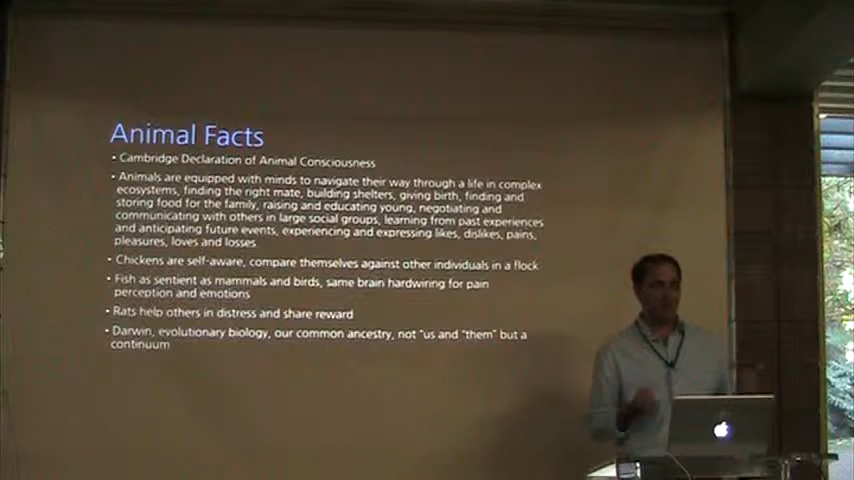 Animal Facts
• Cambridge Declaration of Animal Consciousness
• Animals are equipped with minds to navigate their way through a life in complex
ecosystems, finding the right mate, building shelters, giving birth, finding and
storing food for the family, raising and educating young, negotiating and
communicating with others in large social groups, learning from past experiences
and anticipating future events, experiencing and expressing likes, dislikes, pains,
pleasures, loves and losses
• Chickens are self-aware, compare themselves against other individuals in a flock
• Fish as sentient as mammals and birds, same brain hardwiring for pain
perception and emotions
• Rats help others in distress and share reward
• Darwin, evolutionary biology, our common ancestry, not "us and "them" but a
continuum